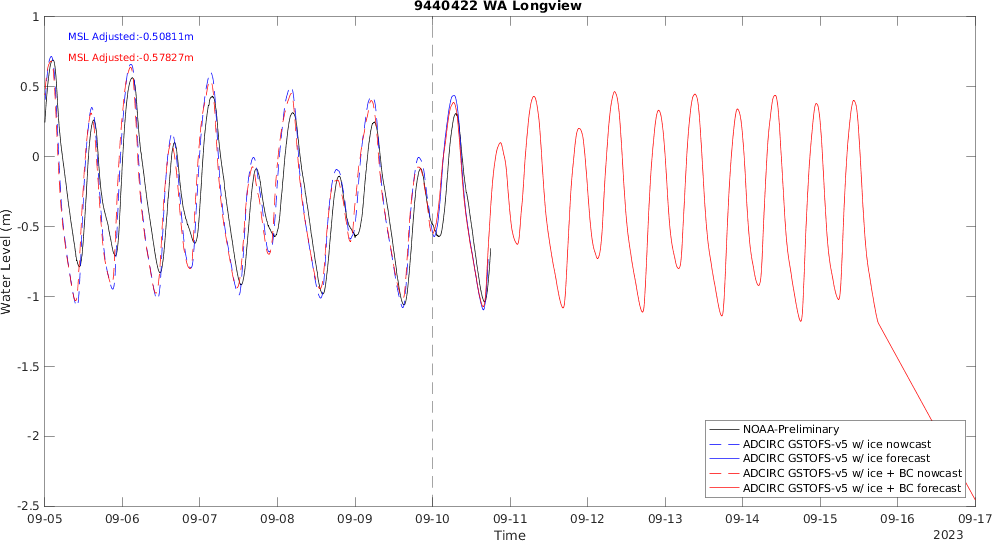 9440422 WA Longview
MSL Adjusted:-0.50811m
MSL Adjusted:-0.57827m
Water Level (m)
1
0.5
0
-0.5
-1
-1.5
-2
-2.5
NOAA-Preliminary
ADCIRC GSTOFS-v5 w/ ice nowcast
ADCIRC GSTOFS-v5 w/ ice forecast
ADCIRC GSTOFS-v5 w/ ice + BC nowcast
ADCIRC GSTOFS-v5 w/ ice + BC forecast
09-05 09-06 09-07 09-08 09-09 09-10 09-11 09-12 09-13 09-14 09-15 09-16 09-17
Time
2023